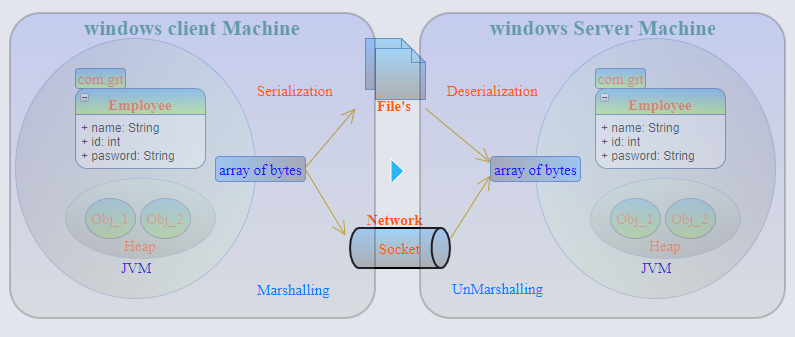 windows client Machine
com.git
Employee
+ name: String
+ id: int
+ pasword: String
array of bytes
Obj_1
Obj_2
Heap
JVM
Serialization
Marshalling
File's
Network
Socket
windows Server Machine
Deserialization
UnMarshalling
array of bytes
com.git
Employee
+ name: String
+ id: int
+ pasword: String
Obj_1
Obj_2
Heap
JVM